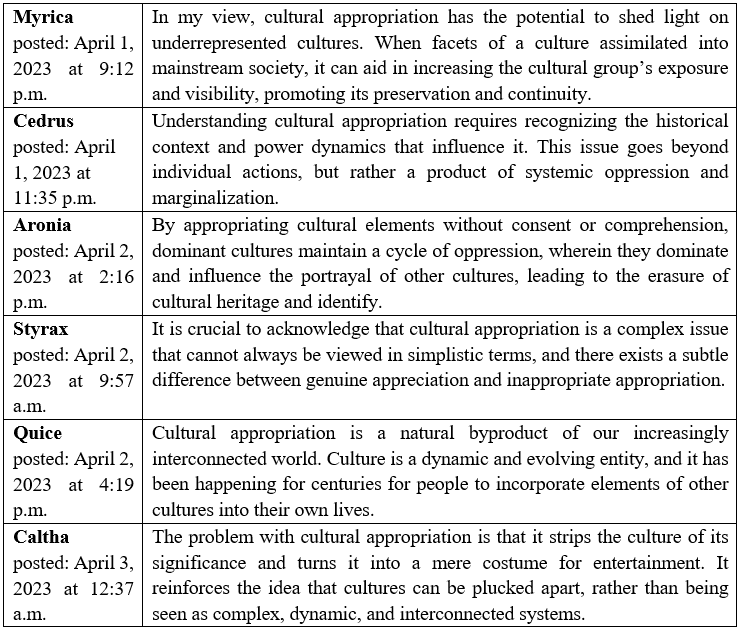 Myrica
posted: April 1,
2023 at 9:12
p.m.
In my view, cultural appropriation has the potential to shed light on
underrepresented cultures. When facets of a culture assimilated into
mainstream society, it can aid in increasing the cultural group's exposure
and visibility, promoting its preservation and continuity.
Cedrus
posted: April
1, 2023 at
11:35 p.m.
Understanding cultural appropriation requires recognizing the historical
context and power dynamics that influence it. This issue goes beyond
individual actions, but rather a product of systemic oppression and
marginalization.
Aronia
posted: April 2,
2023 at 2:16
p.m.
By appropriating cultural elements without consent or comprehension,
dominant cultures maintain a cycle of oppression, wherein they dominate
and influence the portrayal of other cultures, leading to the erasure of
cultural heritage and identify.
Styrax
posted: April 2,
2023 at 9:57
a.m.
It is crucial to acknowledge that cultural appropriation is a complex issue
that cannot always be viewed in simplistic terms, and there exists a subtle
difference between genuine appreciation and inappropriate appropriation.
Quice
posted: April 2,
2023 at 4:19
p.m.
Cultural appropriation is a natural byproduct of our increasingly
interconnected world. Culture is a dynamic and evolving entity, and it has
been happening for centuries for people to incorporate elements of other
cultures into their own lives.
Caltha
posted: April 3,
2023 at 12:37
a.m.
The problem with cultural appropriation is that it strips the culture of its
significance and turns it into a mere costume for entertainment. It
reinforces the idea that cultures can be plucked apart, rather than being
seen as complex, dynamic, and interconnected systems.